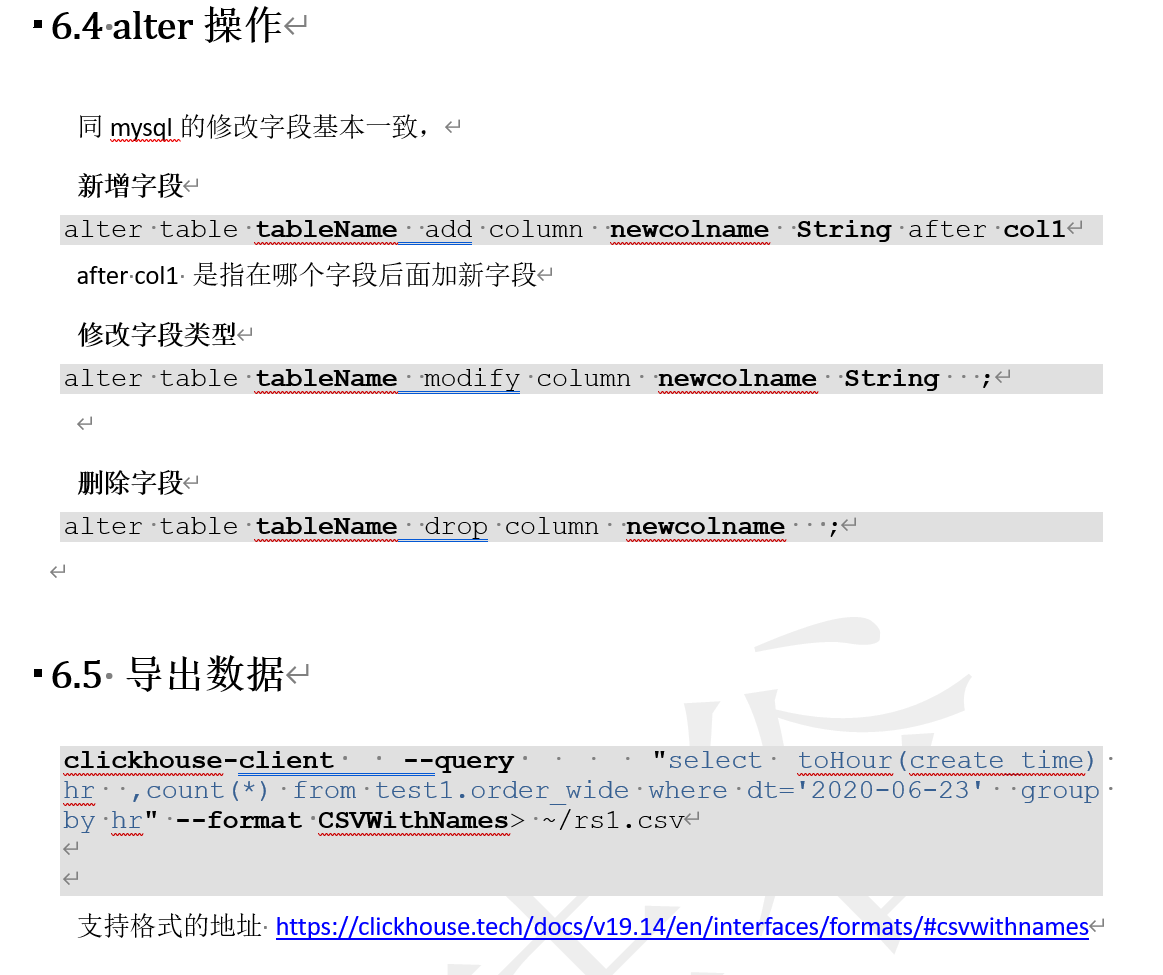 6.4 alter 操作
同 mysql 的修改字段基本一致，
新增字段
alter table tableName  add column  newcolname  String after col1
after col1  是指在哪个字段后面加新字段
修改字段类型
alter table tableName  modify column  newcolname  String   ;
删除字段
alter table tableName  drop column  newcolname   ;
6.5  导出数据
clickhouse-client   --query    "select  toHour(create_time)
hr  ,count(*) from test1.order_wide where dt='2020-06-23'  group
by hr" --format CSVWithNames> ~/rs1.csv
支持格式的地址  https://clickhouse.tech/docs/v19.14/en/interfaces/formats/#csvwithnames